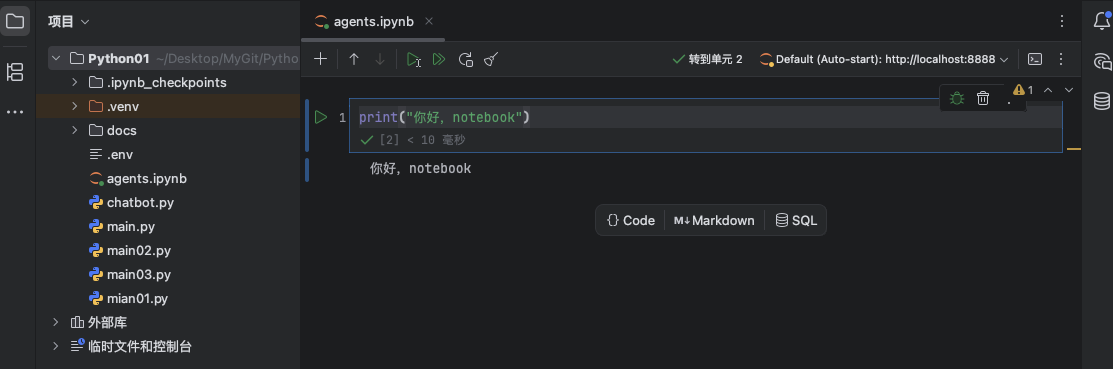 项目
agents.ipynb
Python01 ~/Desktop/MyGit/Pytho
.ipynb_checkpoints
.venv
docs
.env
agents.ipynb
chatbot.py
main.py
main02.py
main03.py
mian01.py
外部库
临时文件和控制台
转到单元 2
Default (Auto-start): http://localhost:8888
1
1 print("你好，notebook")
[2] < 10 毫秒
你好，notebook
{} Code
M↓ Markdown
SQL